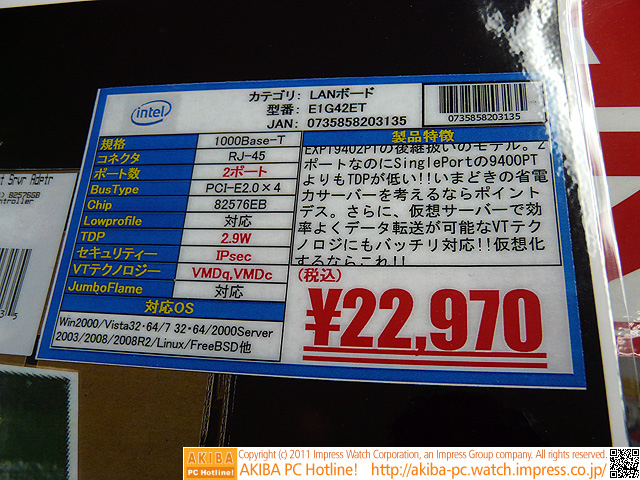 intel
カテゴリ: LANボード
型番: E1G42ET
JAN: 0735858203135
0735858203135
規格 1000Base-T
コネクタ RJ-45
ポート数 2ポート
BusType PCI-E2.0×4
Chip 82576EB
Lowprofile 対応
TDP 2.9W
セキュリティー IPsec
VTテクノロジー VMDq,VMDc
JumboFlame 対応
対応OS
Win2000/Vista32・64/7 32・64/2000Server
2003/2008/2008R2/Linux/FreeBSD他
製品特徴
EXPI9402PTの後継扱いのモデル。2
ポートなのにSinglePortの9400PT
よりもTDPが低い!!いまどきの省電
力サーバーを考えるならポイント
デス。さらに、仮想サーバーで効
率よくデータ転送が可能なVTテク
ノロジにもバッチリ対応!!仮想化
するならこれ!!
(税込)
¥22,970
AKIBA
PC Hotline!
Copyright (c) 2011 Impress Watch Corporation, an Impress Group company. All rights reserved.
AKIBA PC Hotline! http://akiba-pc.watch.impress.co.jp/